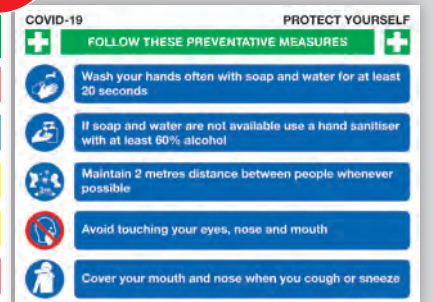 COVID-19 PROTECT YOURSELF
FOLLOW THESE PREVENTATIVE MEASURES
Wash your hands often with soap and water for at least
20 seconds
If soap and water are not available use a hand sanitiser
with at least 60% alcohol
Maintain 2 metres distance between people whenever
possible
Avoid touching your eyes, nose and mouth
Cover your mouth and nose when you cough or sneeze